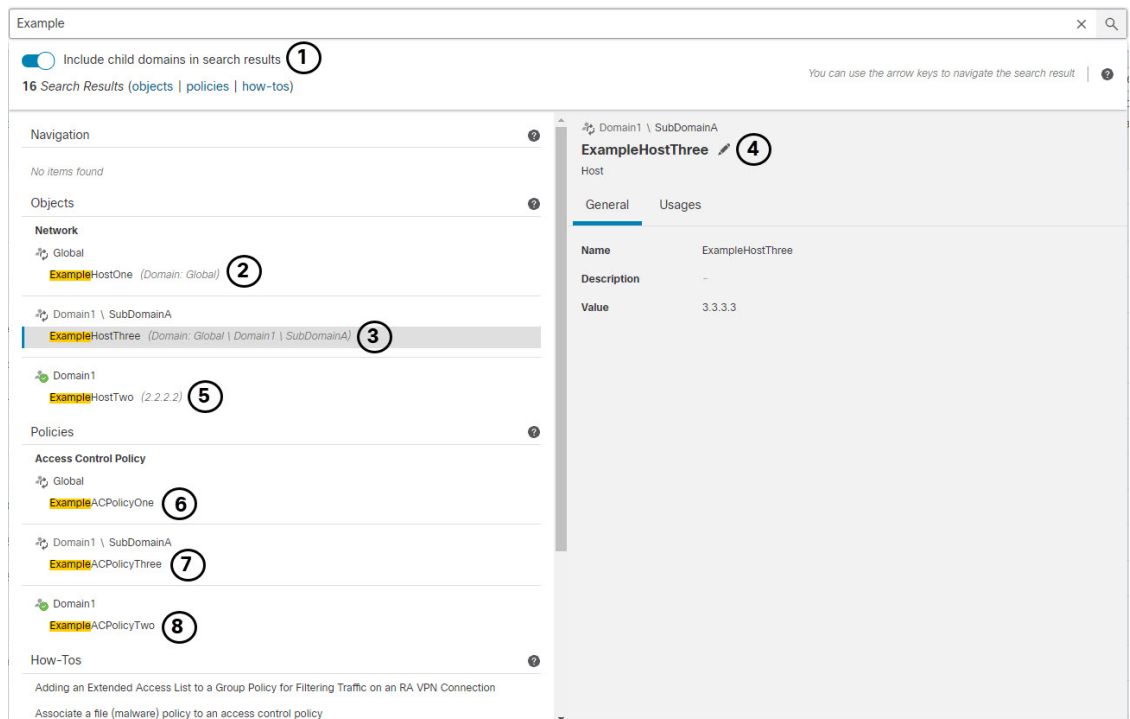 Example
Include child domains in search results 1
16 Search Results (objects | policies | how-tos)
You can use the arrow keys to navigate the search result
Navigation
No items found
Objects
Network
Global
ExampleHostOne (Domain: Global) 2
Domain1 \ SubDomainA
ExampleHostThree (Domain: Global \ Domain1 \ SubDomainA) 3
Domain1
ExampleHostTwo (2.2.2.2) 5
Policies
Access Control Policy
Global
ExampleACPolicyOne 6
Domain1 \ SubDomainA
ExampleACPolicyThree 7
Domain1
ExampleACPolicyTwo 8
How-Tos
Adding an Extended Access List to a Group Policy for Filtering Traffic on an RA VPN Connection
Associate a file (malware) policy to an access control policy
Domain1 \ SubDomainA
ExampleHostThree 4
Host
General Usages
Name ExampleHostThree
Description –
Value 3.3.3.3